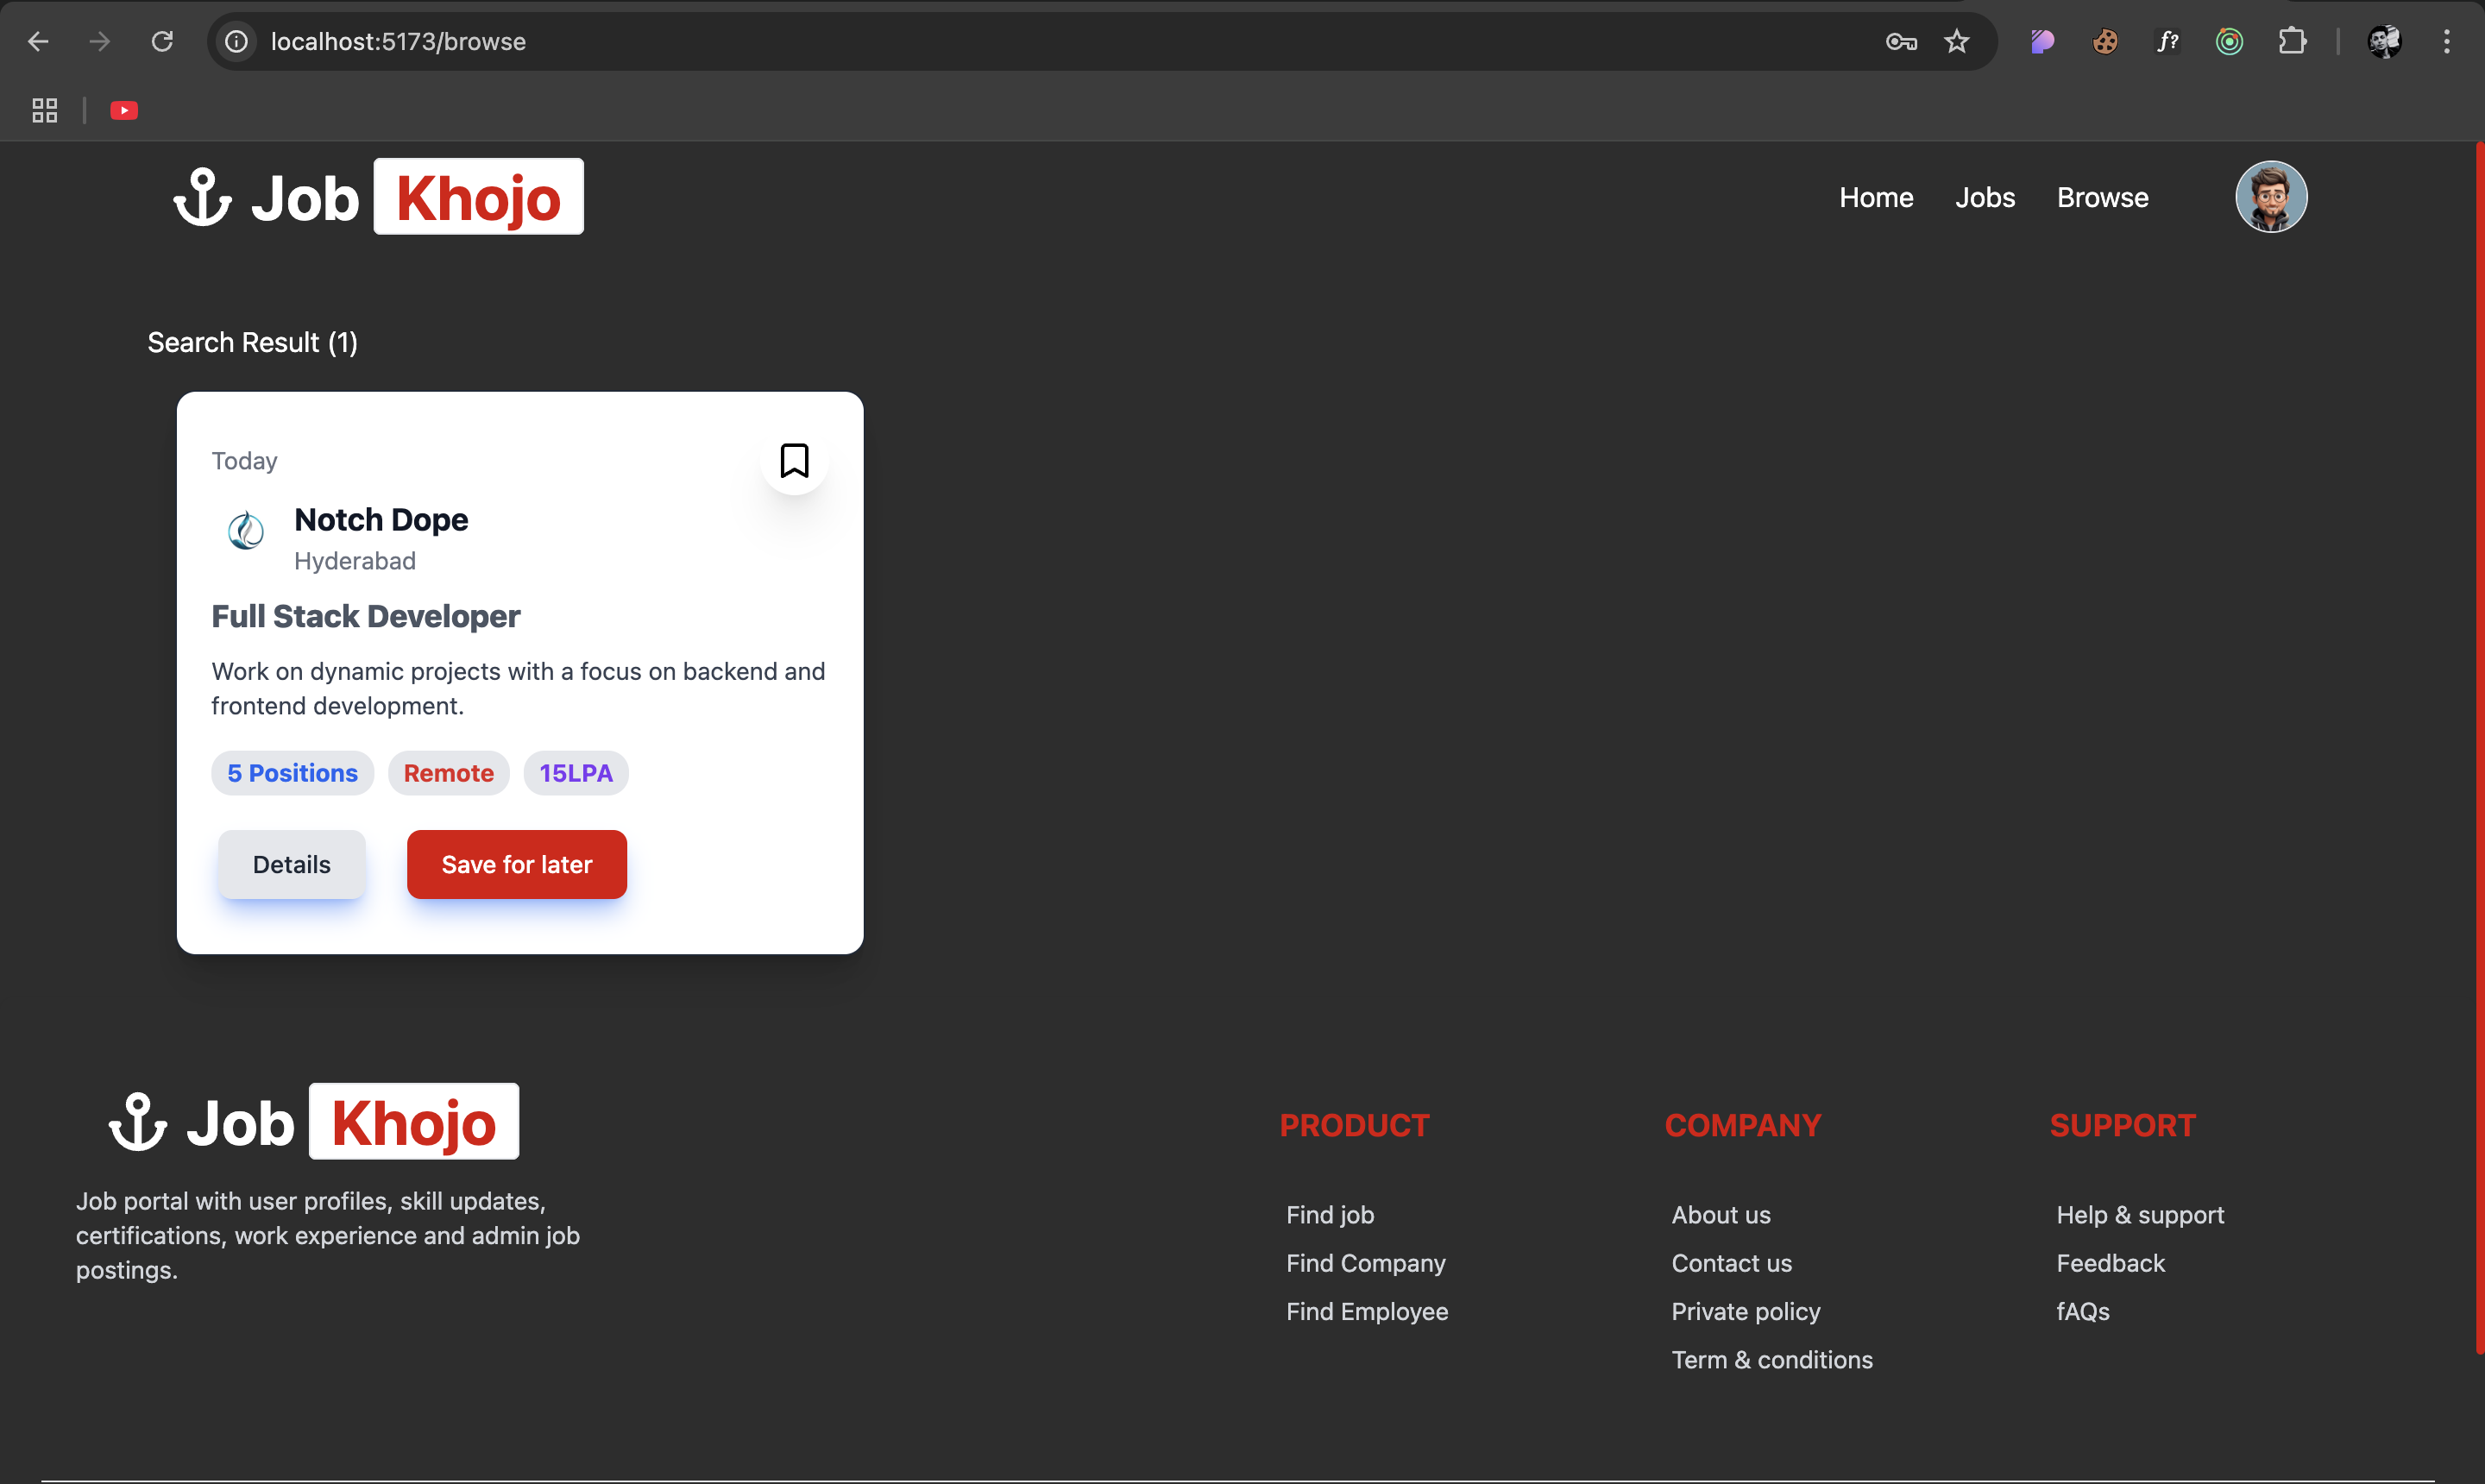 localhost:5173/browse
f?
Job Khojo
Home Jobs Browse
Search Result (1)
Today
Notch Dope
Hyderabad
Full Stack Developer
Work on dynamic projects with a focus on backend and
frontend development.
5 Positions Remote 15LPA
Details Save for later
Job Khojo
Job portal with user profiles, skill updates,
certifications, work experience and admin job
postings.
PRODUCT
Find job
Find Company
Find Employee
COMPANY
About us
Contact us
Private policy
Term & conditions
SUPPORT
Help & support
Feedback
fAQs